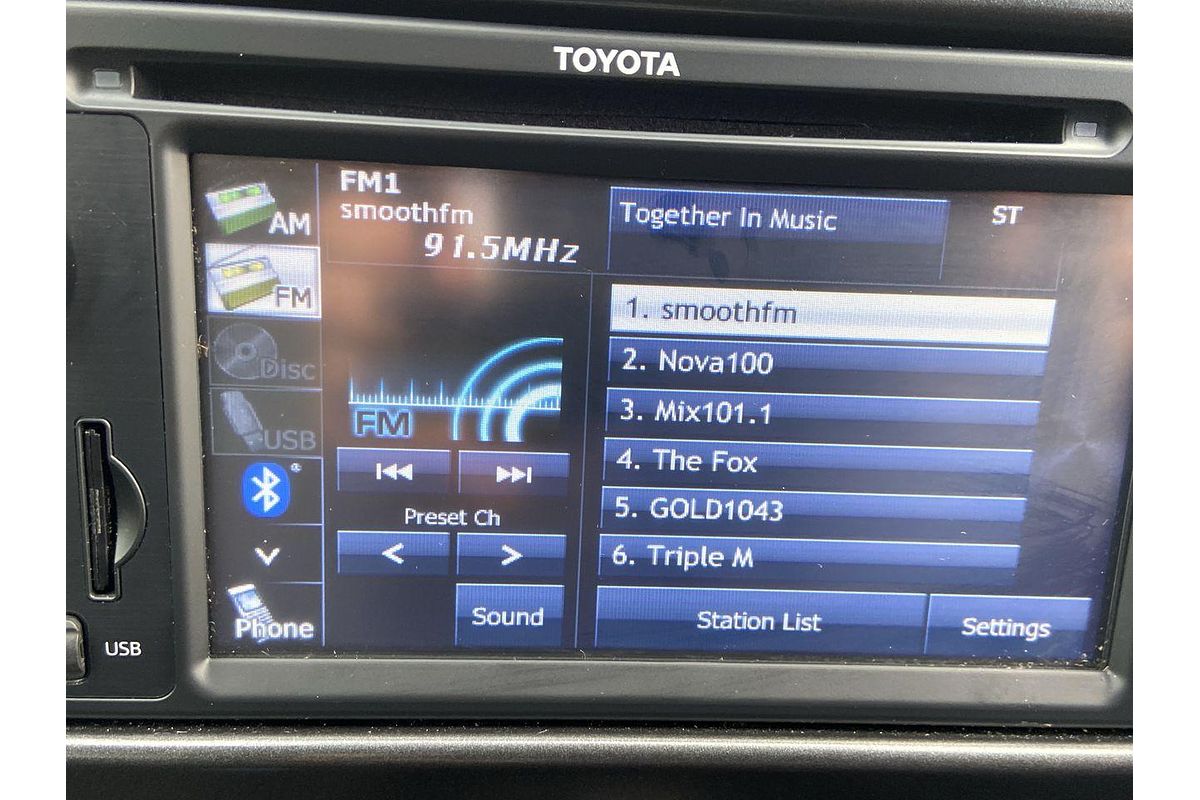 TOYOTA
FM1
smoothfm
91.5MHz
Together In Music
ST
AM
FM
Disc
USB
Phone
FM
Preset Ch
<
>
Sound
1. smoothfm
2. Nova100
3. Mix101.1
4. The Fox
5. GOLD1043
6. Triple M
Station List
Settings
USB